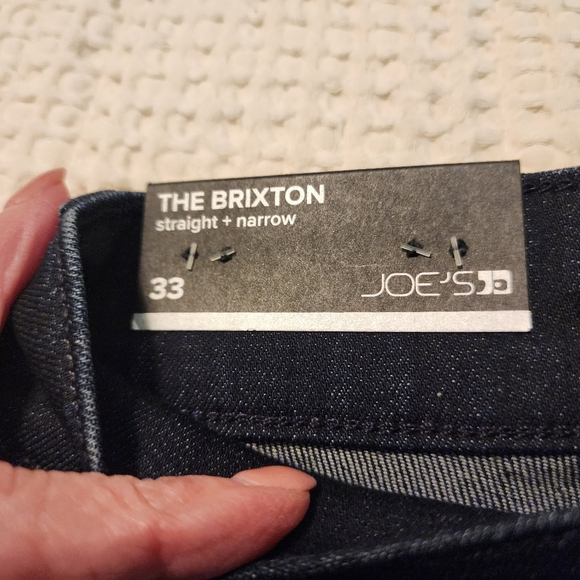 THE BRIXTON
straight + narrow
33
JOE'S